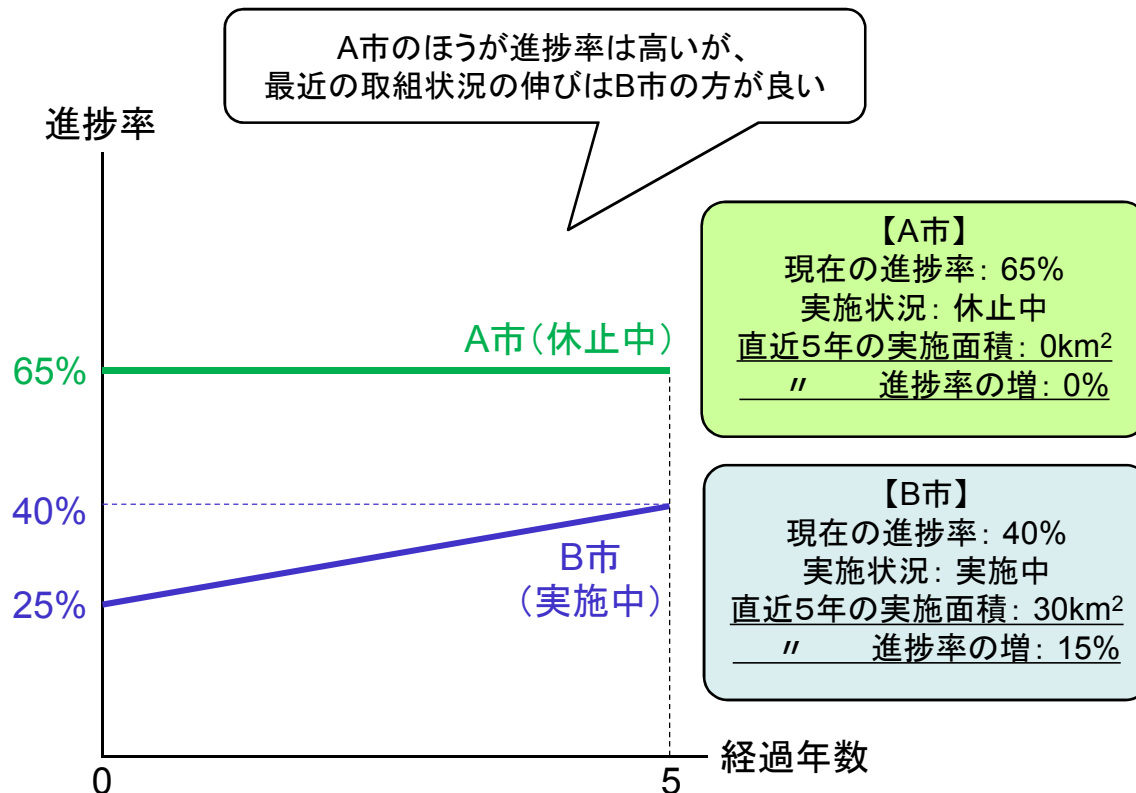 A市のほうが進捗率は高いが、
最近の取組状況の伸びはB市の方が良い
進捗率
【A市】
現在の進捗率：65%
実施状況：休止中
直近5年の実施面積：0km²
〃 進捗率の増：0%
A市（休止中）
65%
【B市】
現在の進捗率：40%
実施状況：実施中
直近5年の実施面積：30km²
〃 進捗率の増：15%
40%
B市
（実施中）
25%
0
5
経過年数